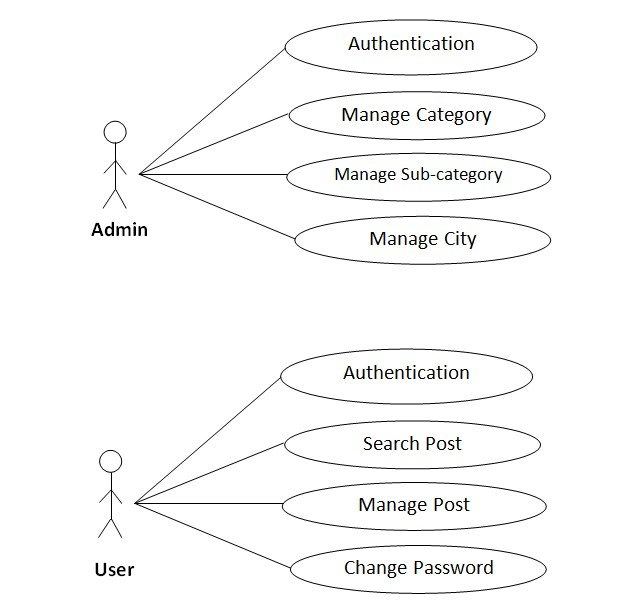 Authentication
Manage Category
Manage Sub-category
Manage City
Admin
Authentication
Search Post
Manage Post
Change Password
User